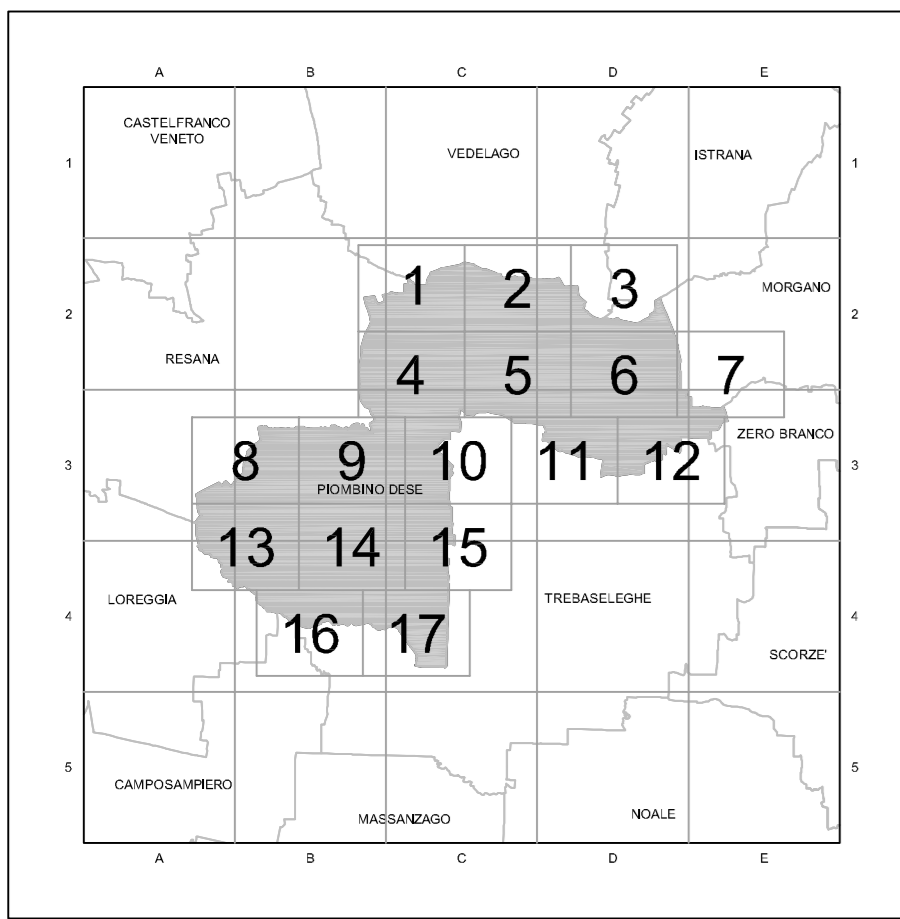 A B C D E
CASTELFRANCO
VENETO
1 VEDELAGO ISTRANA 1
1 2 3
2 MORGANO 2
RESANA
4 5 6 7
ZERO BRANCO
3 8 9 10 11 12 3
PIOMBINO DESE
13 14 15
LOREGGIA TREBASELEGHE
4 4
16 17
SCORZE'
5 5
CAMPOSAMPIERO
MASSANZAGO NOALE
A B C D E